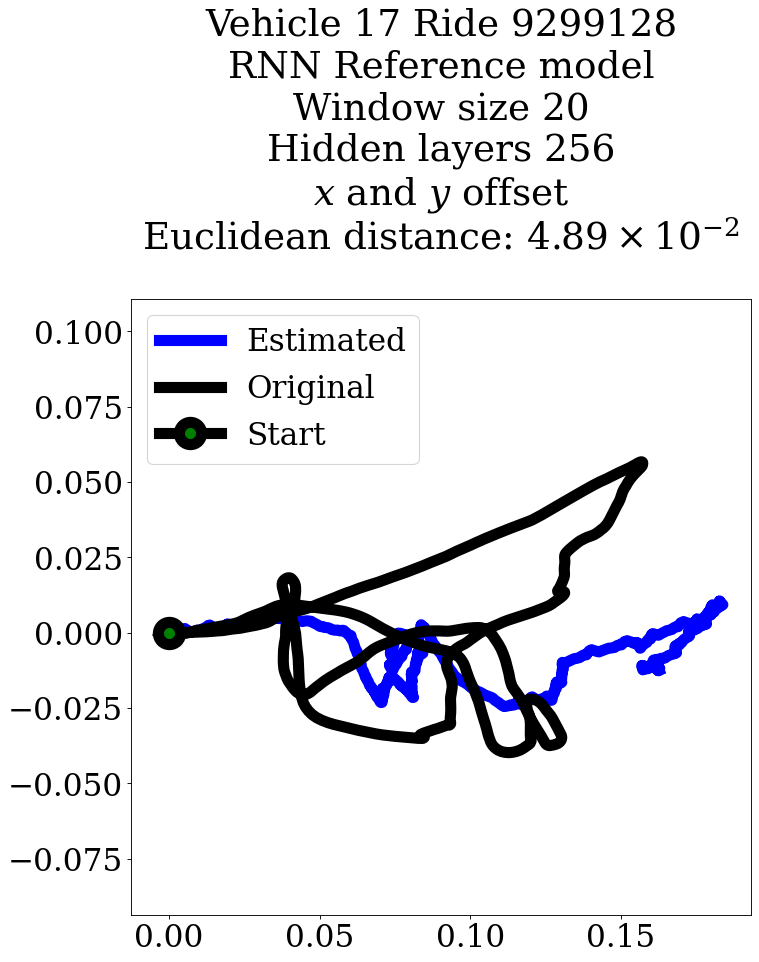 Vehicle 17 Ride 9299128
RNN Reference model
Window size 20
Hidden layers 256
x and y offset
Euclidean distance: 4.89 × 10⁻²
Estimated
Original
Start
0.100
0.075
0.050
0.025
0.000
−0.025
−0.050
−0.075
0.00 0.05 0.10 0.15